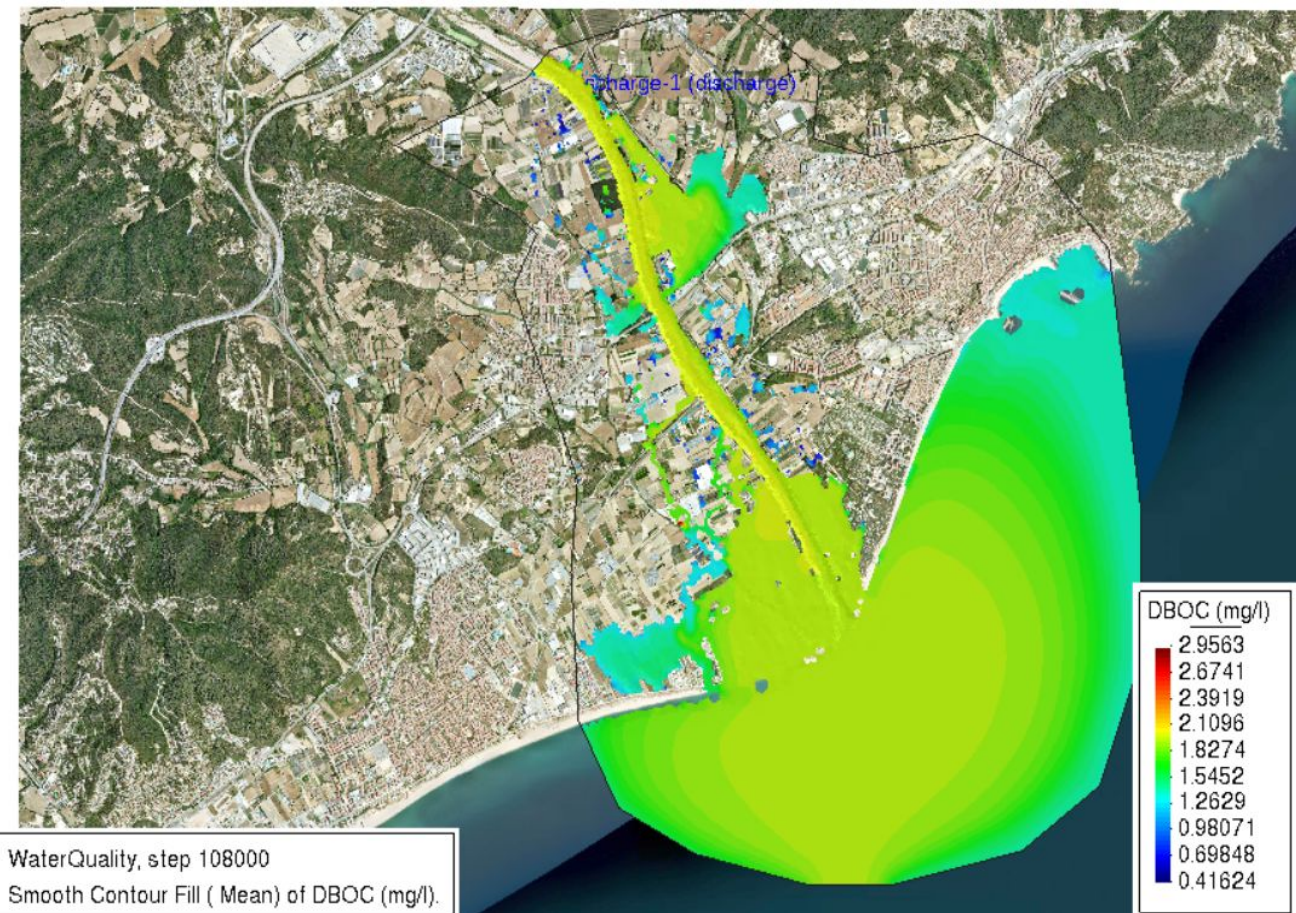 charge-1 (discharge)
DBOC (mg/l)
2.9563
2.6741
2.3919
2.1096
1.8274
1.5452
1.2629
0.98071
0.69848
0.41624
WaterQuality, step 108000
Smooth Contour Fill ( Mean) of DBOC (mg/l).